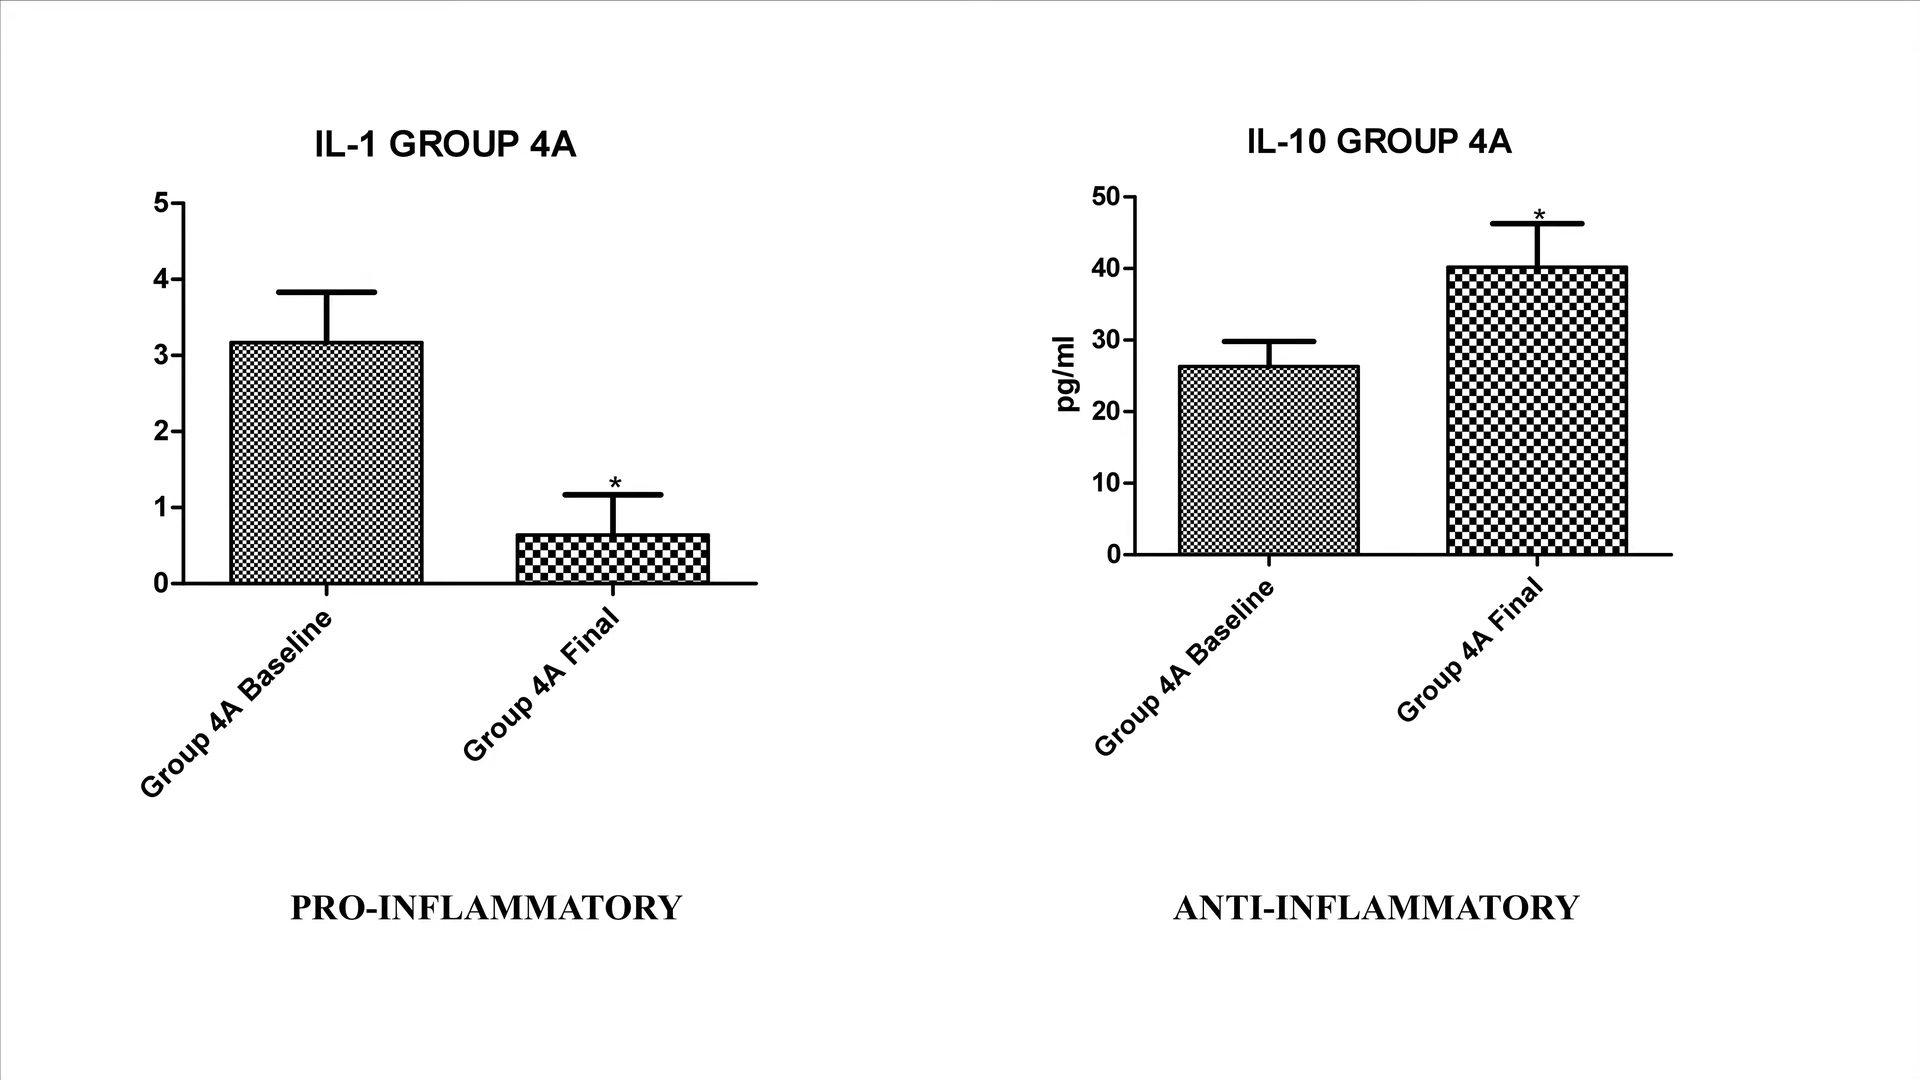 IL-1 GROUP 4A
5
4
3
2
1
0
*
Group 4A Baseline
Group 4A Final
PRO-INFLAMMATORY
IL-10 GROUP 4A
pg/ml
50
40
30
20
10
0
*
Group 4A Baseline
Group 4A Final
ANTI-INFLAMMATORY